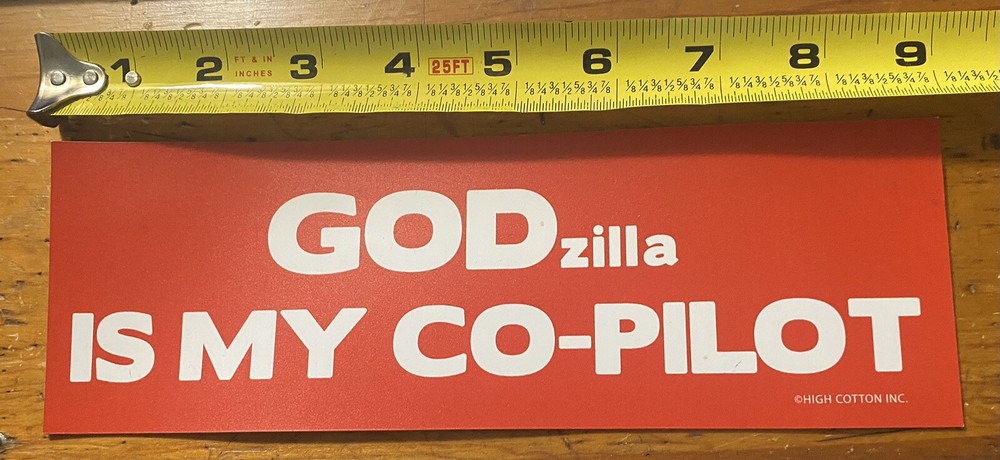 1 2 FT & IN INCHES 3 4 25FT 5 6 7 8 9
GODzilla
IS MY CO-PILOT
©HIGH COTTON INC.